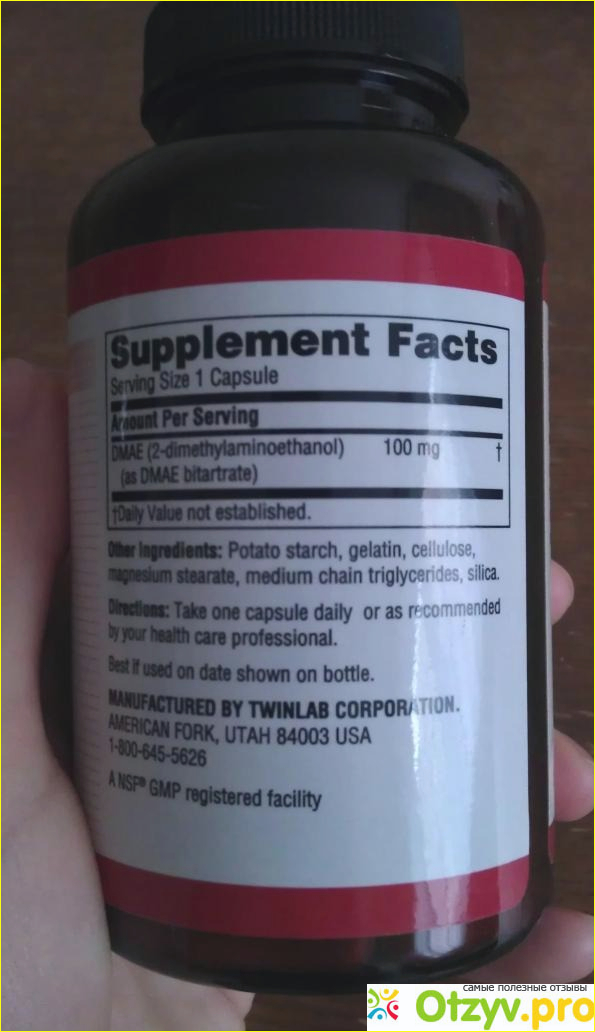 Supplement Facts
Serving Size 1 Capsule
Amount Per Serving
DMAE (2-dimethylaminoethanol) 100 mg †
(as DMAE bitartrate)
†Daily Value not established.
Other Ingredients: Potato starch, gelatin, cellulose,
magnesium stearate, medium chain triglycerides, silica.
Directions: Take one capsule daily or as recommended
by your health care professional.
Best if used on date shown on bottle.
MANUFACTURED BY TWINLAB CORPORATION.
AMERICAN FORK, UTAH 84003 USA
1-800-645-5626
A NSF® GMP registered facility
самые полезные отзывы
Otzyv.pro